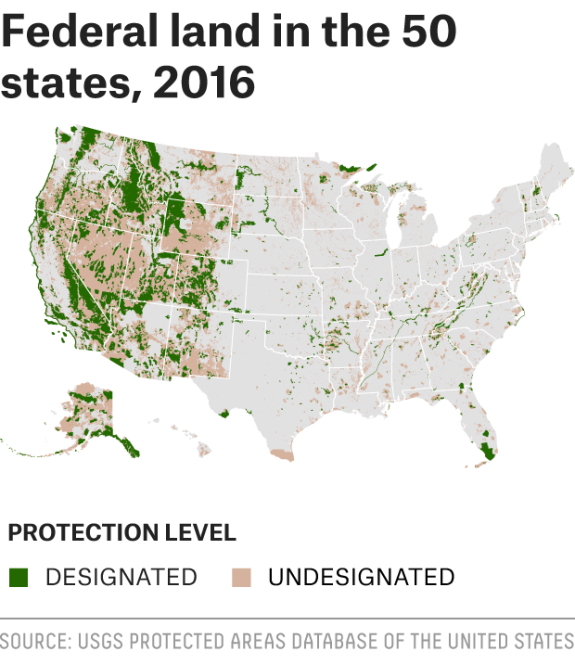 Federal land in the 50
states, 2016
PROTECTION LEVEL
DESIGNATED
UNDESIGNATED
SOURCE: USGS PROTECTED AREAS DATABASE OF THE UNITED STATES